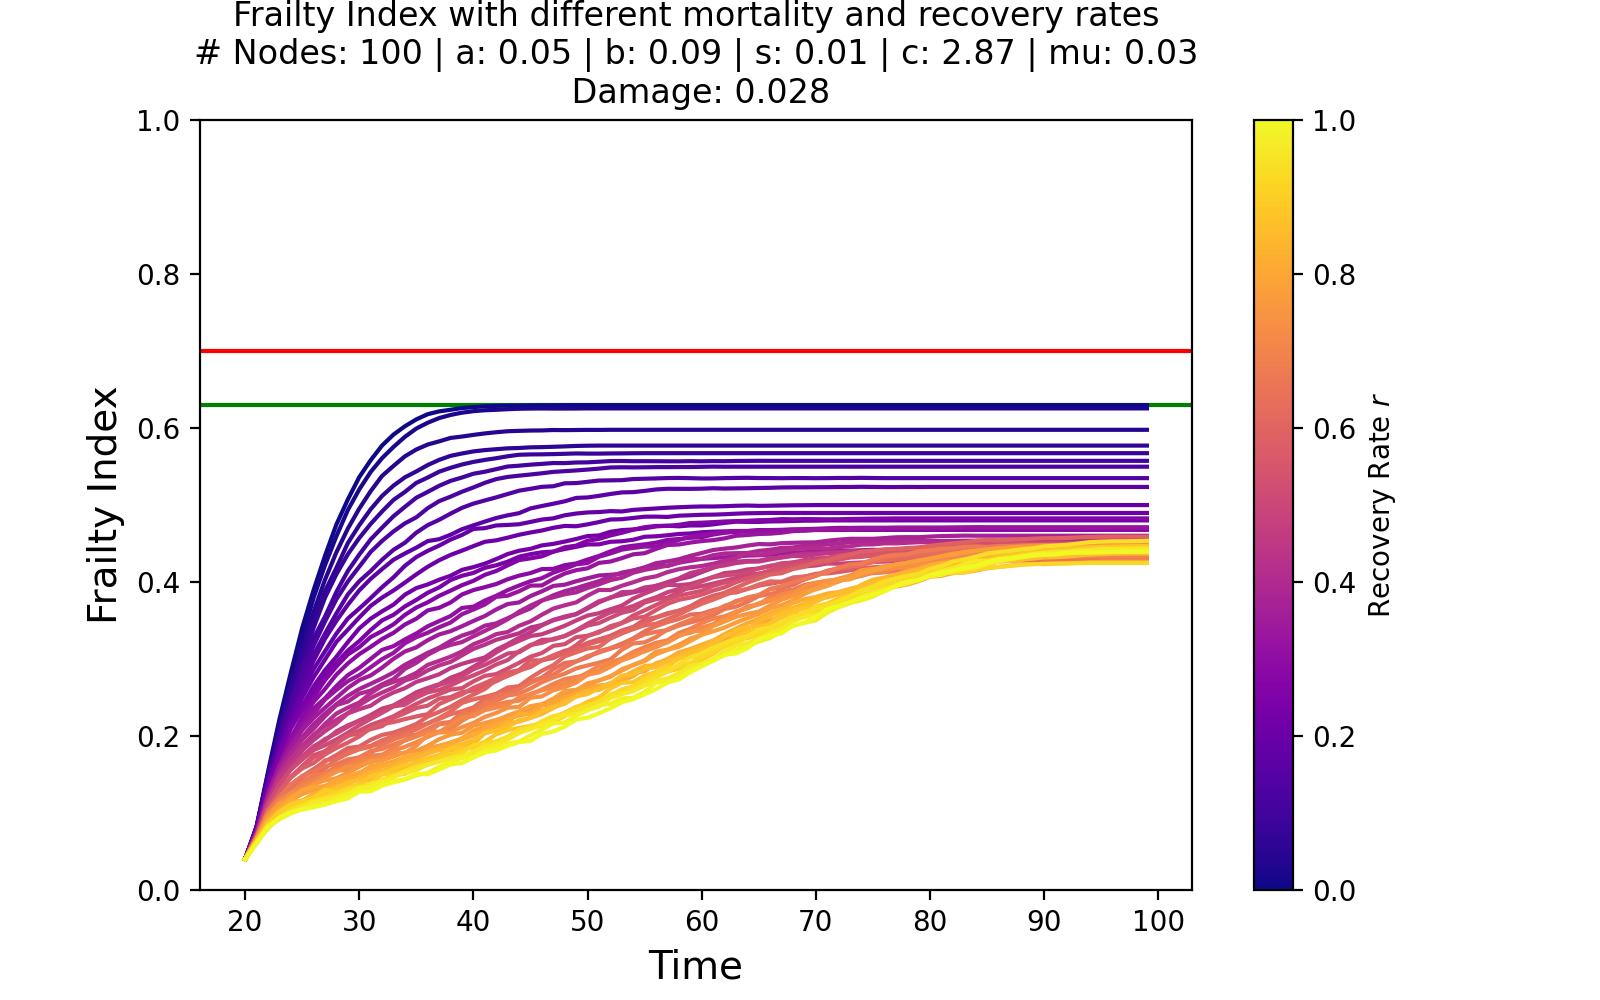 Frailty Index with different mortality and recovery rates
# Nodes: 100 | a: 0.05 | b: 0.09 | s: 0.01 | c: 2.87 | mu: 0.03
Damage: 0.028
Frailty Index
1.0
0.8
0.6
0.4
0.2
0.0
20 30 40 50 60 70 80 90 100
Time
1.0
0.8
0.6
0.4
0.2
0.0
Recovery Rate r